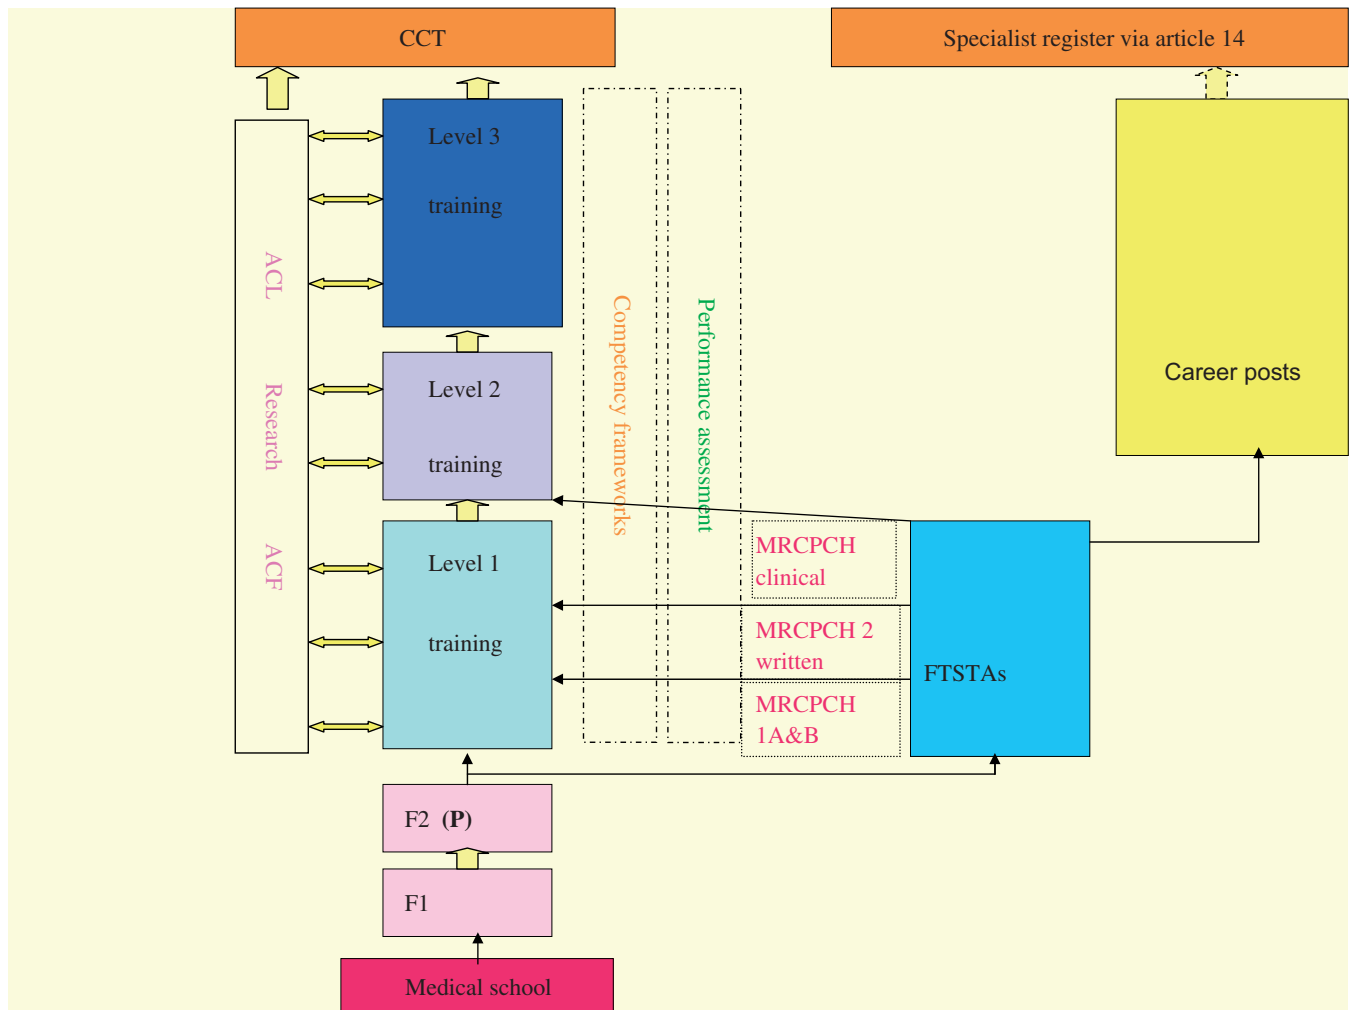 CCT
Specialist register via article 14
Level 3
training
ACL
Research
ACF
Competency frameworks
Performance assessment
Career posts
Level 2
training
Level 1
training
MRCPCH
clinical
MRCPCH 2
written
MRCPCH
1A&B
FTSTAs
F2 (P)
F1
Medical school